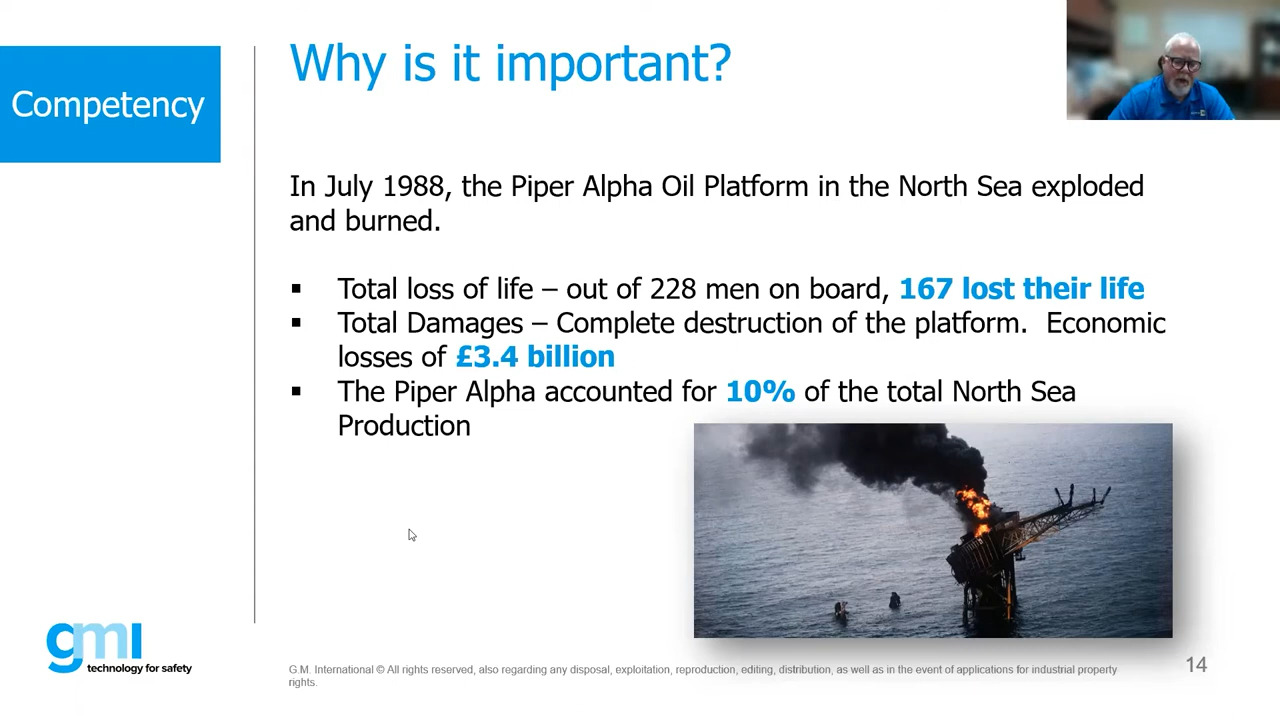 Competency
Why is it important?
In July 1988, the Piper Alpha Oil Platform in the North Sea exploded
and burned.
▪ Total loss of life – out of 228 men on board, 167 lost their life
▪ Total Damages – Complete destruction of the platform.  Economic
losses of £3.4 billion
▪ The Piper Alpha accounted for 10% of the total North Sea
Production
gmi
technology for safety
G.M. International © All rights reserved, also regarding any disposal, exploitation, reproduction, editing, distribution, as well as in the event of applications for industrial property
rights.
14